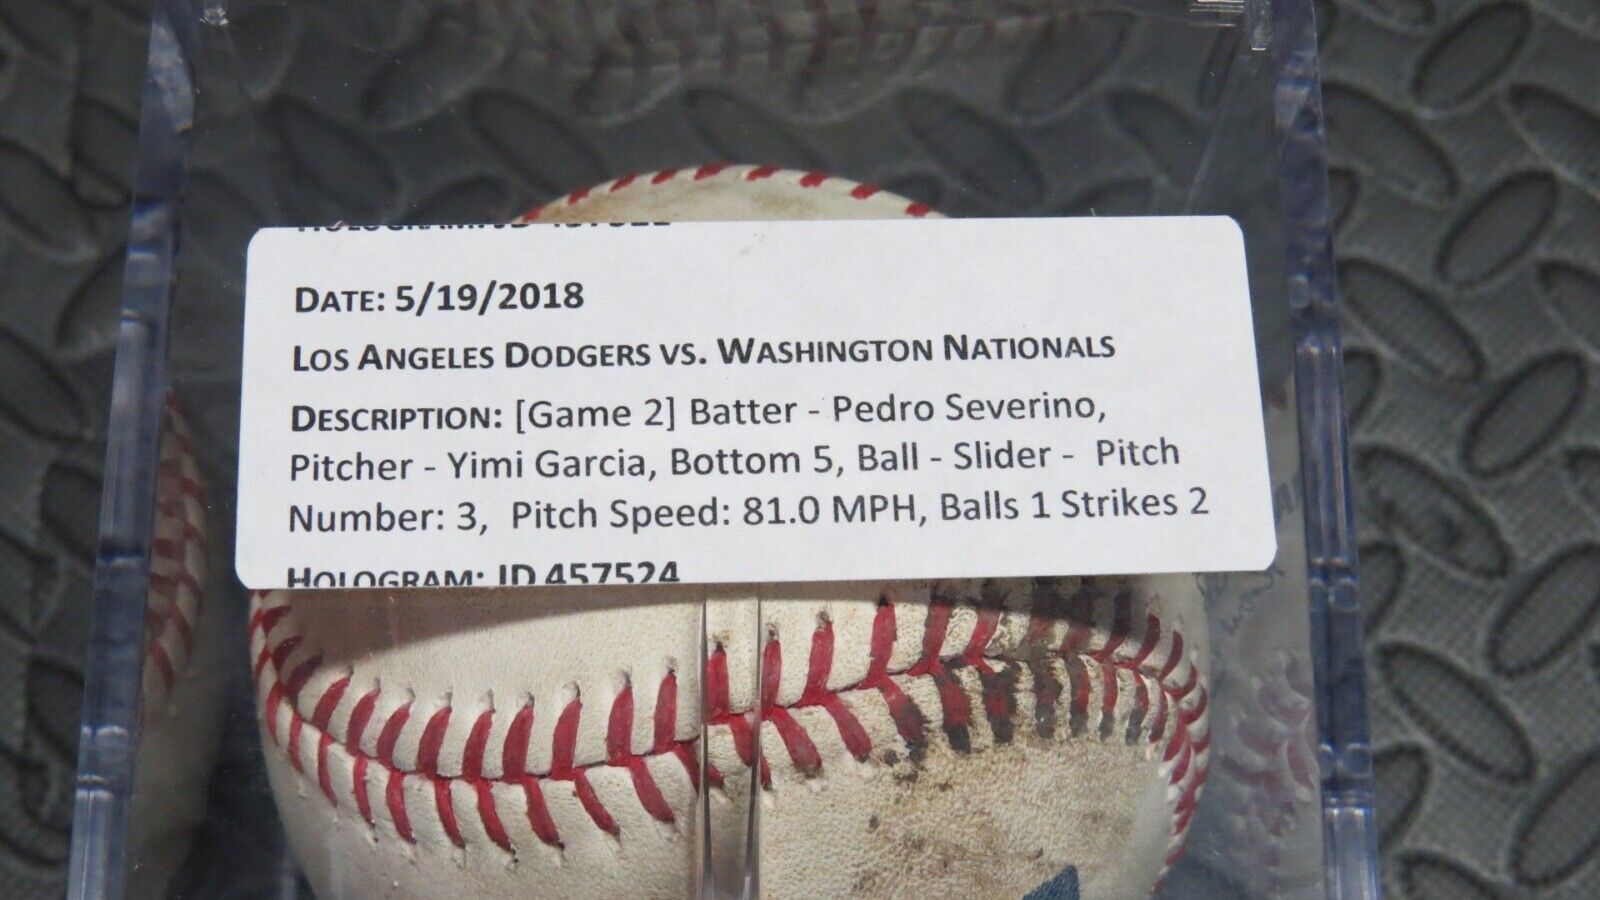 DATE: 5/19/2018
LOS ANGELES DODGERS VS. WASHINGTON NATIONALS
DESCRIPTION: [Game 2] Batter - Pedro Severino,
Pitcher - Yimi Garcia, Bottom 5, Ball - Slider - Pitch
Number: 3, Pitch Speed: 81.0 MPH, Balls 1 Strikes 2
HOLOGRAM: ID 457524